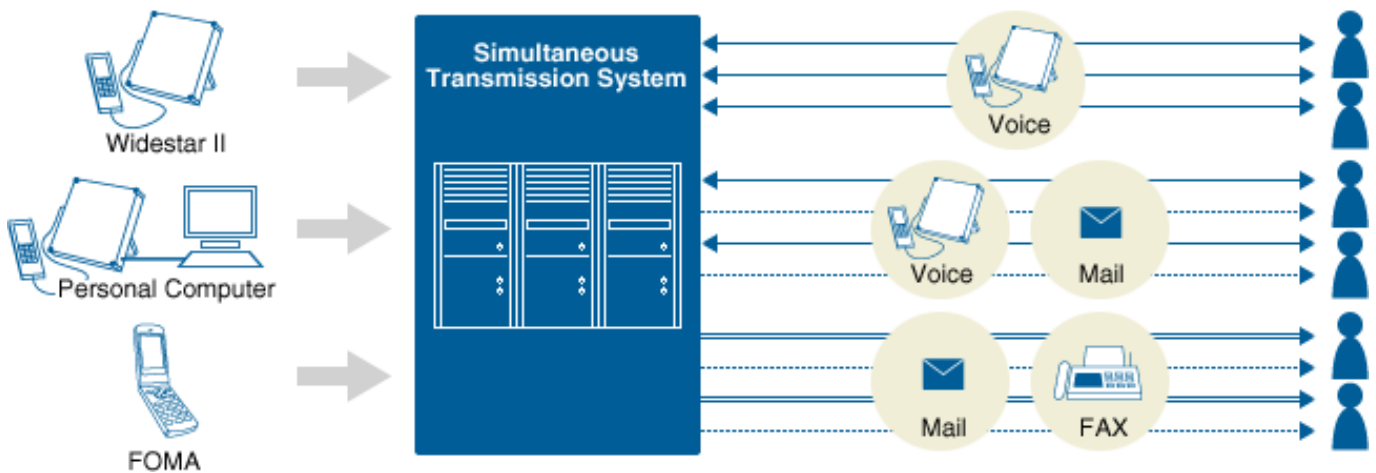 Simultaneous
Transmission System
Widestar II
Voice
Personal Computer
Voice
Mail
FOMA
Mail
FAX